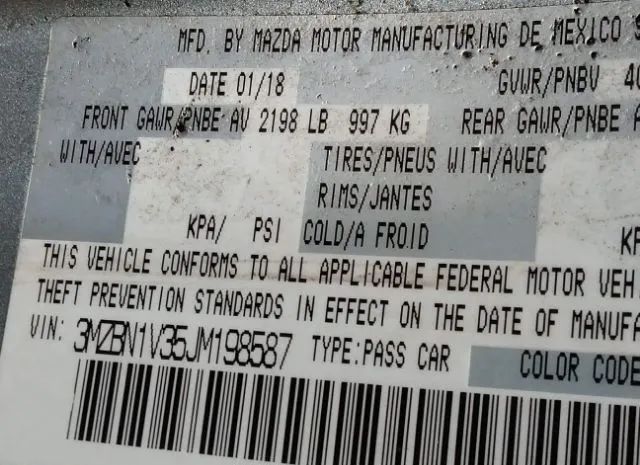 MFD. BY MAZDA MOTOR MANUFACTURING DE MEXICO S
DATE 01/18 GVWR/PNBV 40
FRONT GAWR/PNBE AV 2198 LB 997 KG REAR GAWR/PNBE A
WITH/AVEC TIRES/PNEUS WITH/AVEC
RIMS/JANTES
KPA/ PSI COLD/A FROID KP
THIS VEHICLE CONFORMS TO ALL APPLICABLE FEDERAL MOTOR VEH
THEFT PREVENTION STANDARDS IN EFFECT ON THE DATE OF MANUFA
VIN: 3MZBN1V35JM198587 TYPE:PASS CAR COLOR CODE